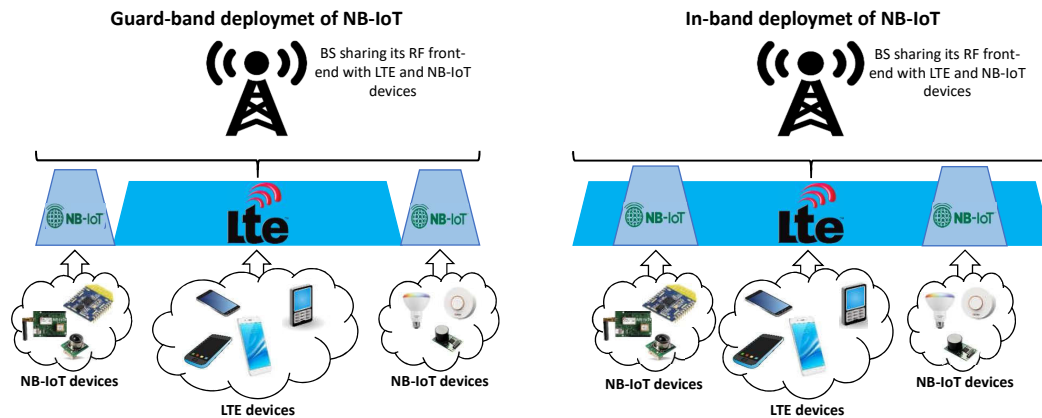 Guard-band deploymet of NB-IoT
BS sharing its RF front-
end with LTE and NB-IoT
devices
NB-IoT
Lte
NB-IoT
NB-IoT devices
LTE devices
NB-IoT devices
In-band deploymet of NB-IoT
BS sharing its RF front-
end with LTE and NB-IoT
devices
NB-IoT
Lte
NB-IoT
NB-IoT devices
LTE devices
NB-IoT devices